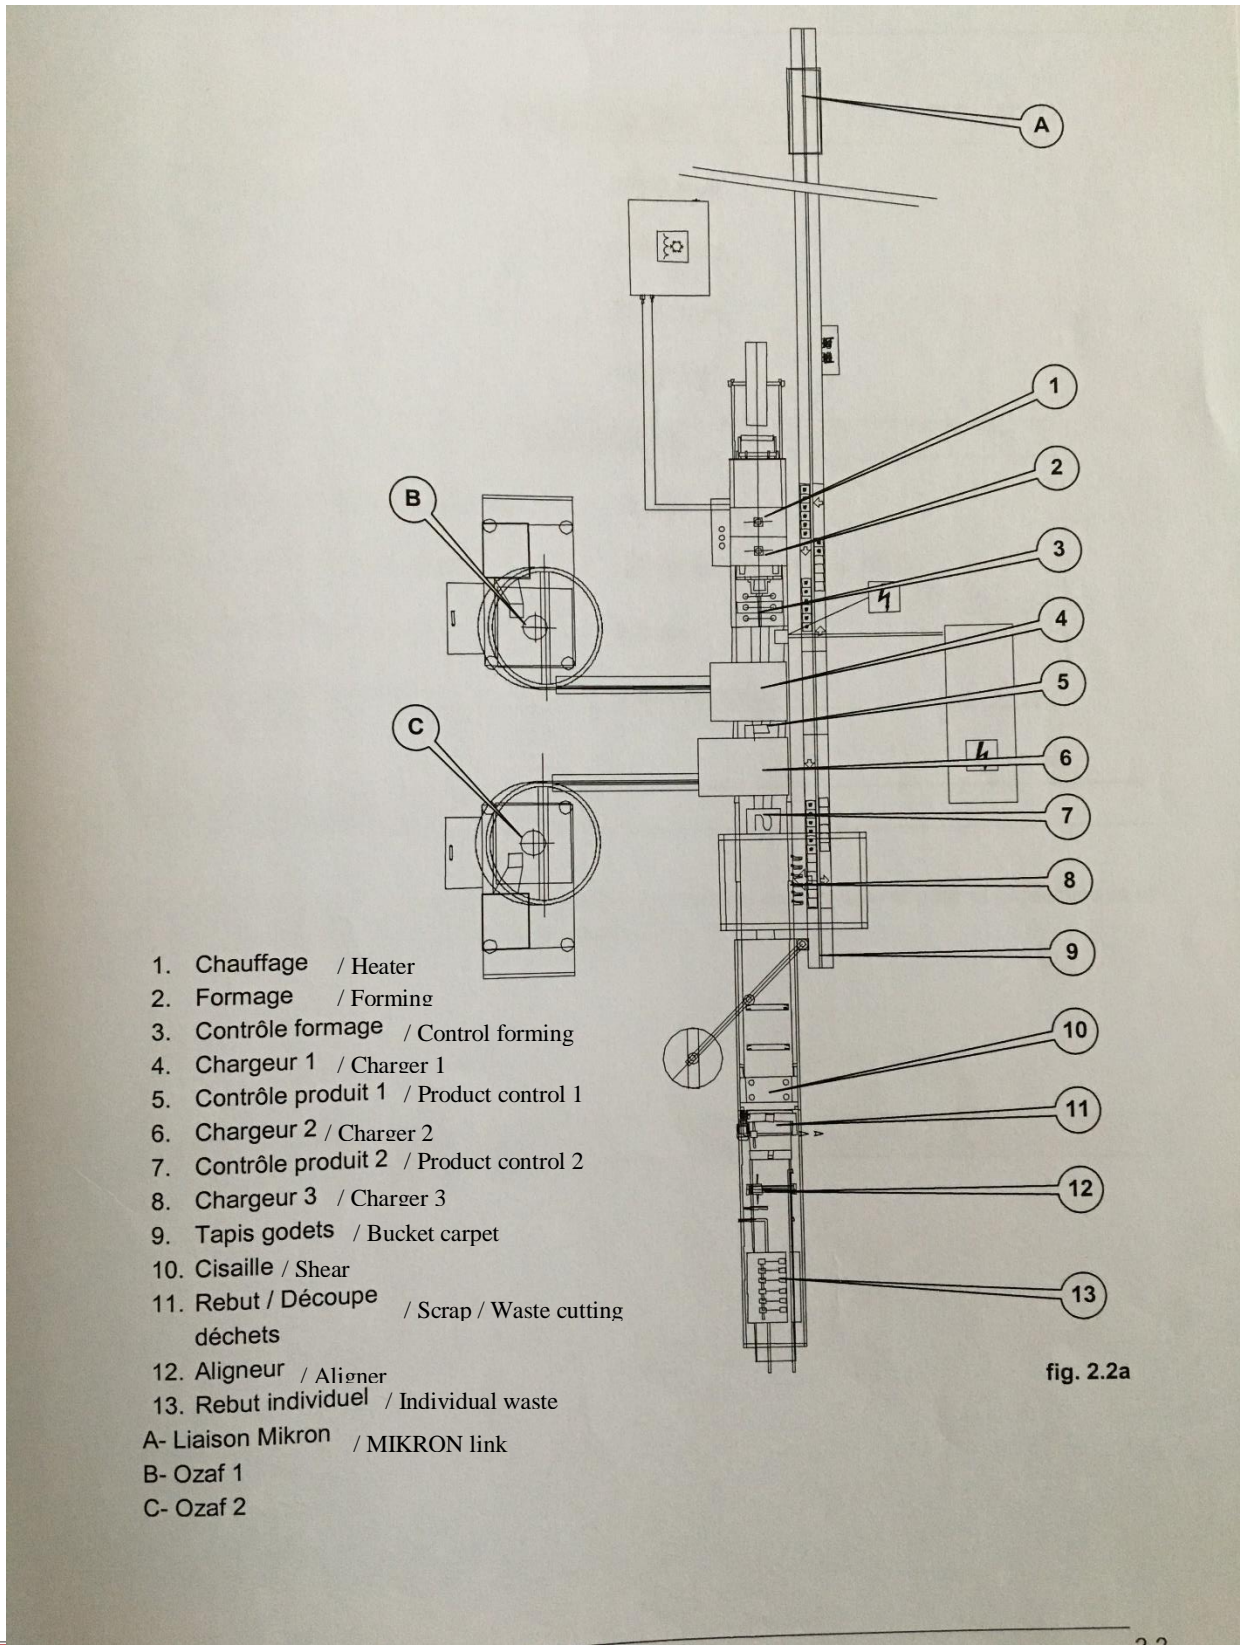 A
1
2
B
3
4
5
C
6
7
8
9
10
11
12
13
fig. 2.2a
1. Chauffage / Heater
2. Formage / Forming
3. Contrôle formage / Control forming
4. Chargeur 1 / Charger 1
5. Contrôle produit 1 / Product control 1
6. Chargeur 2 / Charger 2
7. Contrôle produit 2 / Product control 2
8. Chargeur 3 / Charger 3
9. Tapis godets / Bucket carpet
10. Cisaille / Shear
11. Rebut / Découpe / Scrap / Waste cutting
déchets
12. Aligneur / Aligner
13. Rebut individuel / Individual waste
A- Liaison Mikron / MIKRON link
B- Ozaf 1
C- Ozaf 2